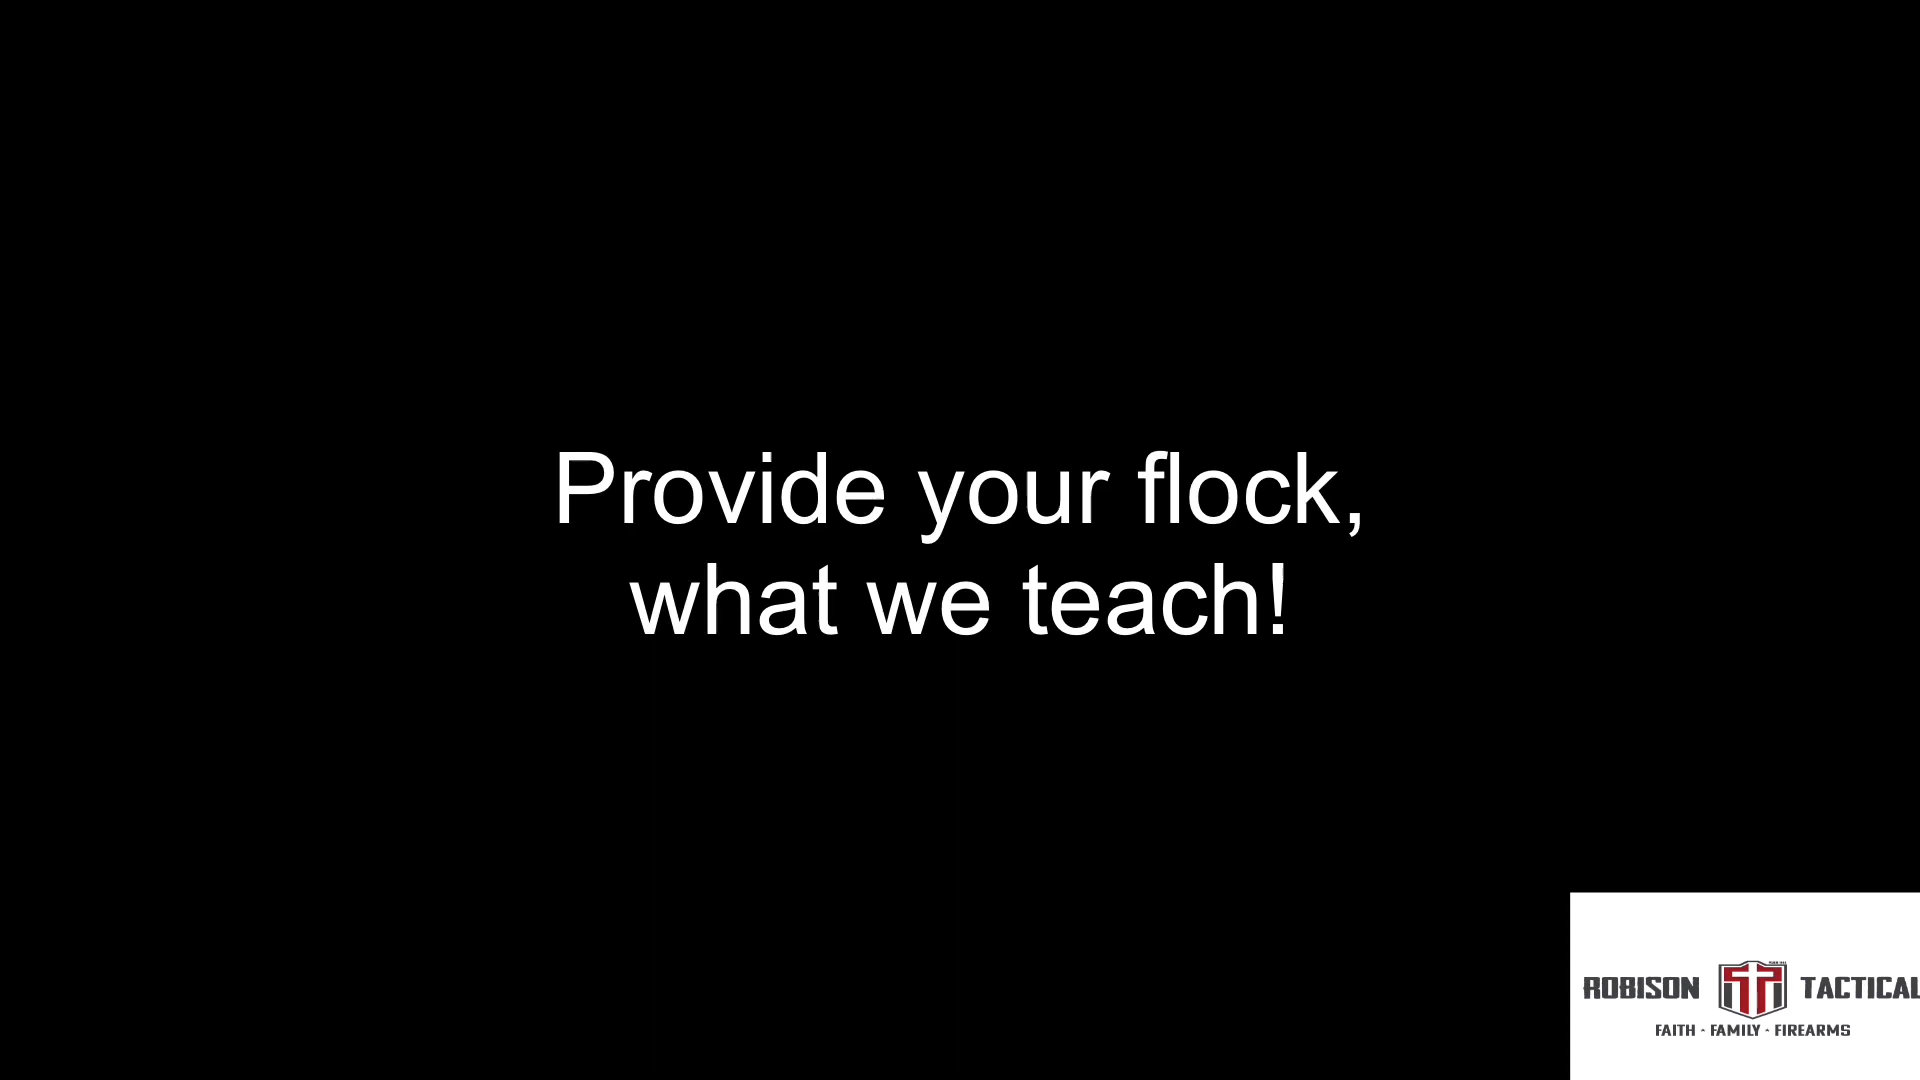 Provide your flock,
what we teach!
ROBISON TACTICAL
FAITH - FAMILY - FIREARMS